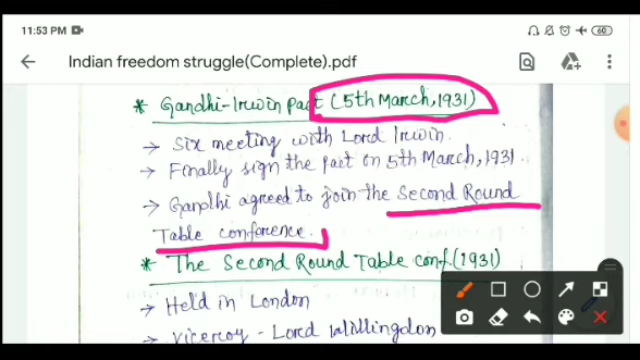 11:53 PM 60
Indian freedom struggle(Complete).pdf
* Gandhi-Irwin pact (5th March, 1931)
→ Six meeting with Lord Irwin.
→ Finally sign the pact on 5th March, 1931.
→ Gandhi agreed to join the Second Round
Table conference.
* The Second Round Table conf. (1931)
→ Held in London
→ Viceroy - Lord Willingdon